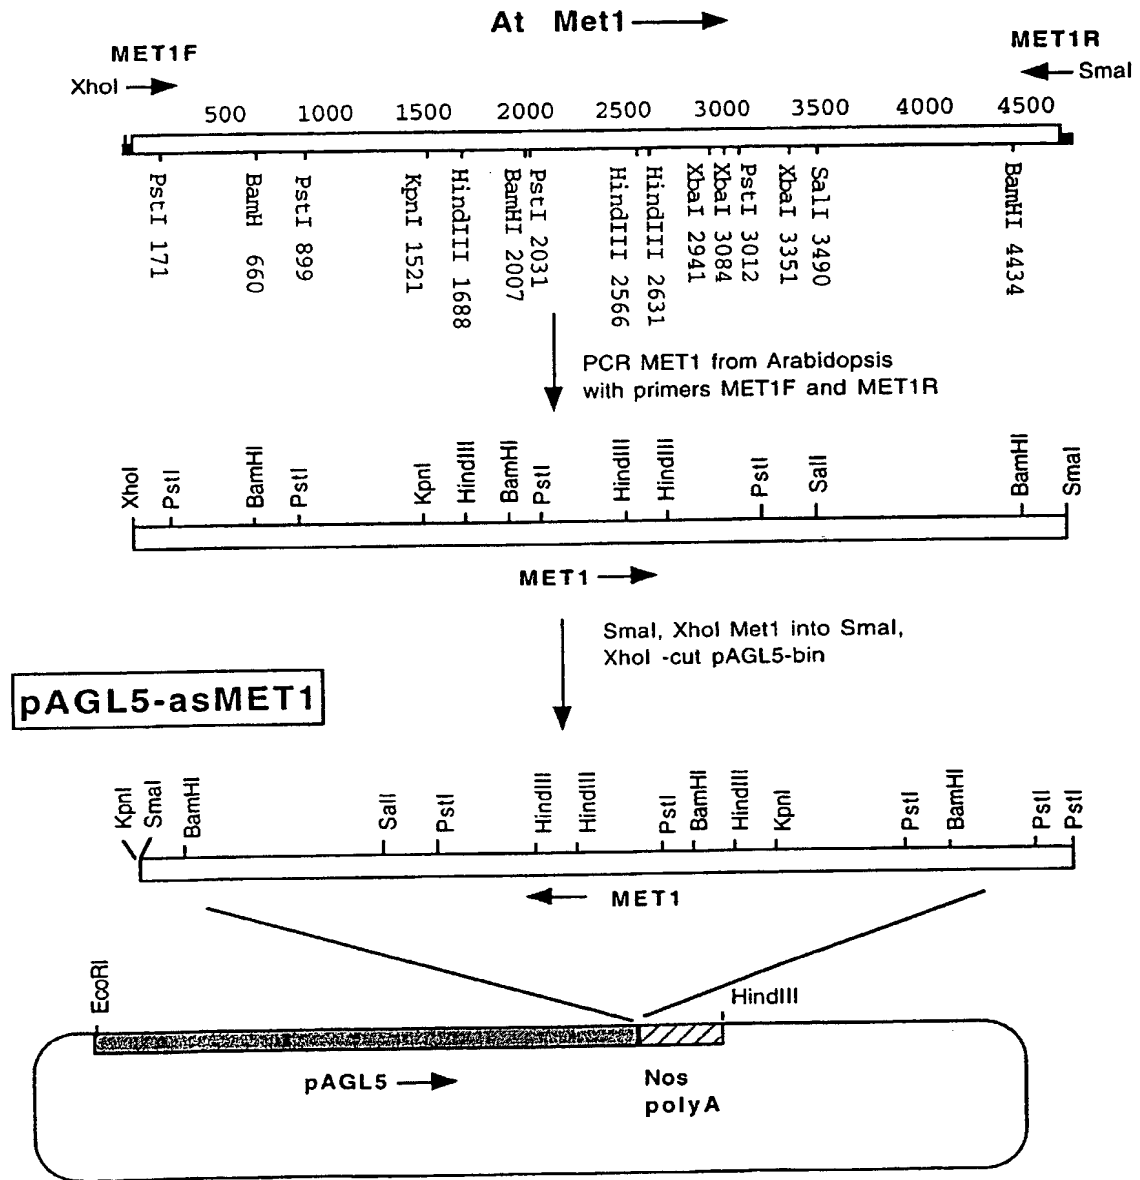 At Met1
MET1F
MET1R
XhoI
SmaI
500 1000 1500 2000 2500 3000 3500 4000 4500
PstI 171
BamH 660
PstI 899
KpnI 1521
HindIII 1688
BamHI 2007
PstI 2031
HindIII 2566
HindIII 2631
XbaI 2941
XbaI 3084
PstI 3012
XbaI 3351
SalI 3490
BamHI 4434
PCR MET1 from Arabidopsis
with primers MET1F and MET1R
XhoI
PstI
BamHI
PstI
KpnI
HindIII
BamHI
PstI
HindIII
HindIII
PstI
SalI
BamHI
SmaI
MET1
SmaI, XhoI Met1 into SmaI,
XhoI -cut pAGL5-bin
pAGL5-asMET1
KpnI
SmaI
BamHI
SalI
PstI
HindIII
HindIII
PstI
BamHI
HindIII
KpnI
PstI
BamHI
PstI
PstI
MET1
EcoRI
HindIII
pAGL5
Nos
polyA